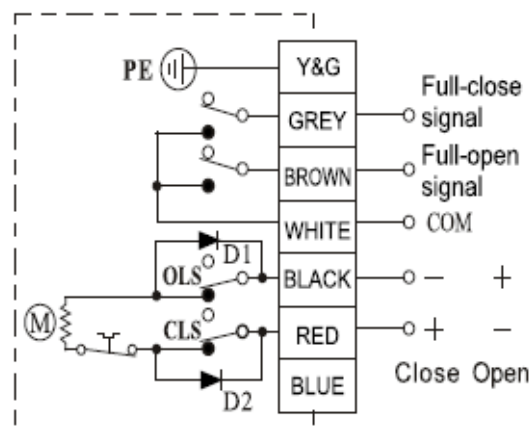 PE
Y&G
GREY
Full-close
signal
BROWN
Full-open
signal
WHITE
COM
D1
OLS
BLACK
− +
M
CLS
RED
+ −
Close Open
D2
BLUE